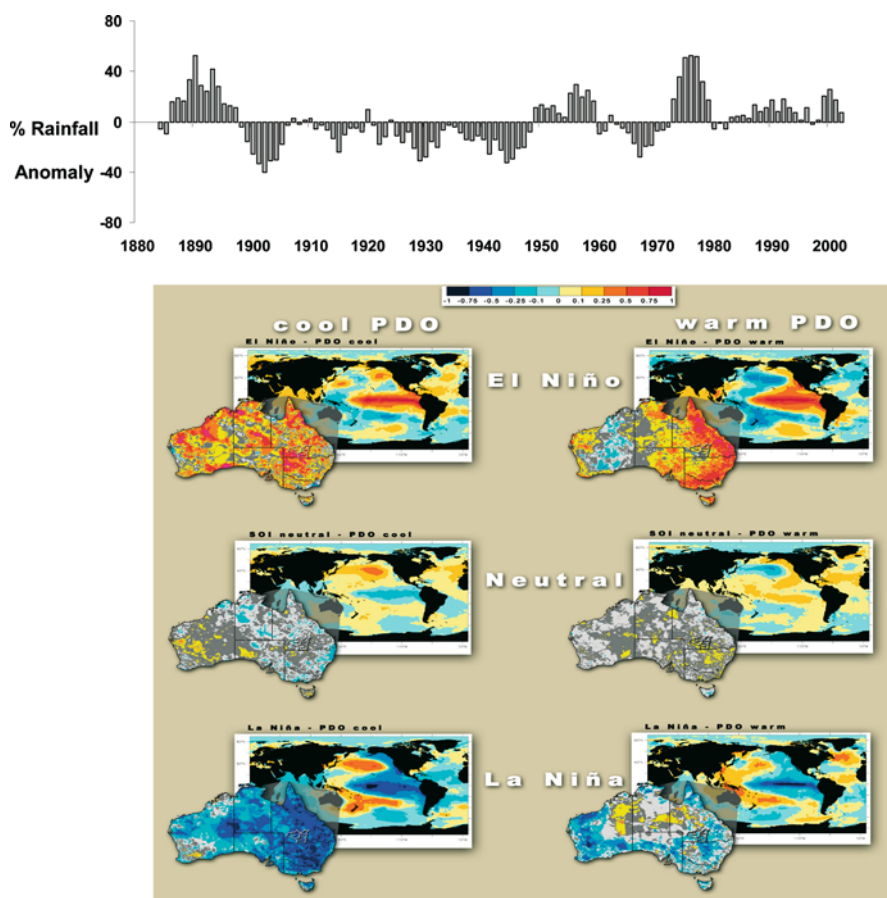 80
40
0
% Rainfall
Anomaly
-40
-80
1880 1890 1900 1910 1920 1930 1940 1950 1960 1970 1980 1990 2000
-1 -0.75 -0.5 -0.25 -0.1 0 0.1 0.25 0.5 0.75 1
cool PDO warm PDO
El Niño - PDO cool El Niño - PDO warm
El Niño
SOI neutral - PDO cool SOI neutral - PDO warm
Neutral
La Niña - PDO cool La Niña - PDO warm
La Niña